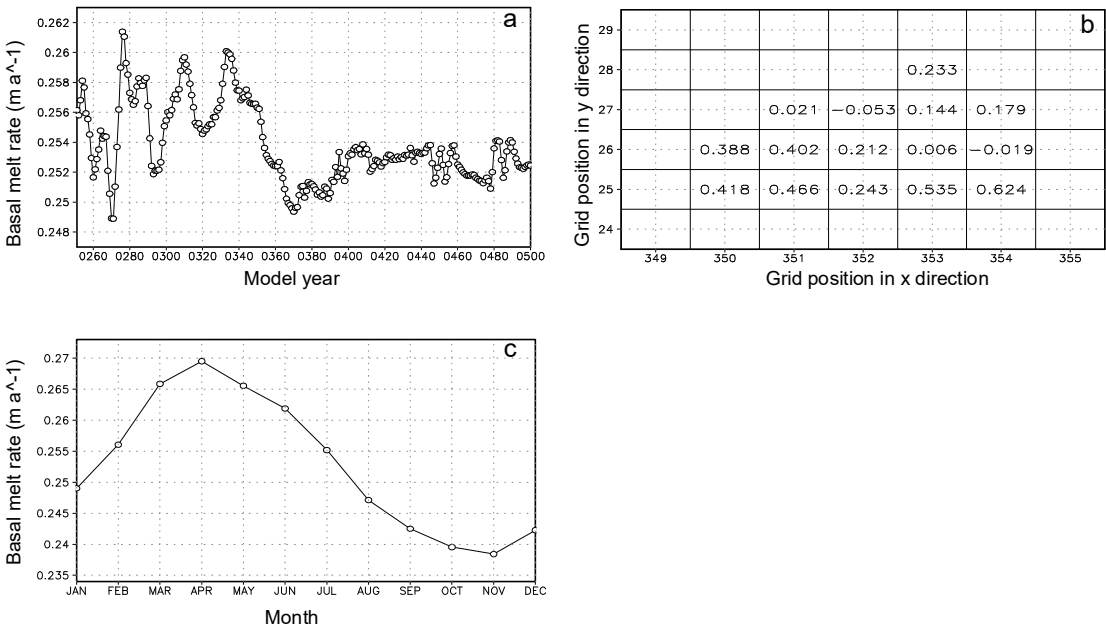 a
Basal melt rate (m a^-1)
0.262
0.26
0.258
0.256
0.254
0.252
0.25
0.248
0260 0280 0300 0320 0340 0360 0380 0400 0420 0440 0460 0480 0500
Model year
b
Grid position in y direction
29
28 0.233
27 0.021 −0.053 0.144 0.179
26 0.388 0.402 0.212 0.006 −0.019
25 0.418 0.466 0.243 0.535 0.624
24
349 350 351 352 353 354 355
Grid position in x direction
c
Basal melt rate (m a^-1)
0.27
0.265
0.26
0.255
0.25
0.245
0.24
0.235
JAN FEB MAR APR MAY JUN JUL AUG SEP OCT NOV DEC
Month